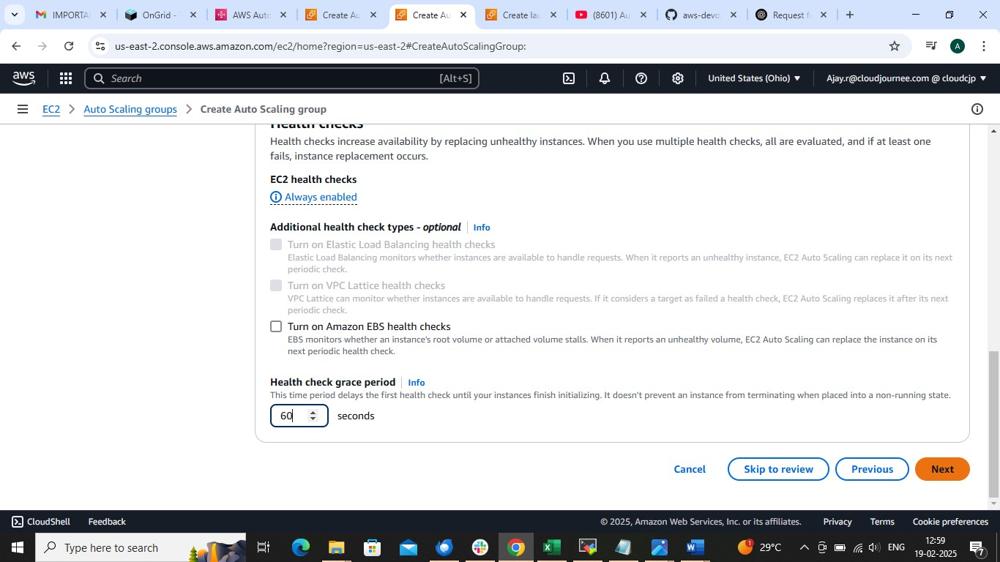 IMPORTA
OnGrid -
AWS Auto
Create Au
Create Au
Create lau
(8601) Au
aws-devo
Request f
us-east-2.console.aws.amazon.com/ec2/home?region=us-east-2#CreateAutoScalingGroup:
A
aws
Search
[Alt+S]
United States (Ohio)
Ajay.r@cloudjournee.com @ cloudcjp
EC2
Auto Scaling groups
Create Auto Scaling group
Health checks
Health checks increase availability by replacing unhealthy instances. When you use multiple health checks, all are evaluated, and if at least one
fails, instance replacement occurs.
EC2 health checks
Always enabled
Additional health check types - optional
Info
Turn on Elastic Load Balancing health checks
Elastic Load Balancing monitors whether instances are available to handle requests. When it reports an unhealthy instance, EC2 Auto Scaling can replace it on its next
periodic check.
Turn on VPC Lattice health checks
VPC Lattice can monitor whether instances are available to handle requests. If it considers a target as failed a health check, EC2 Auto Scaling replaces it after its next
periodic check.
Turn on Amazon EBS health checks
EBS monitors whether an instance's root volume or attached volume stalls. When it reports an unhealthy volume, EC2 Auto Scaling can replace the instance on its
next periodic health check.
Health check grace period
Info
This time period delays the first health check until your instances finish initializing. It doesn't prevent an instance from terminating when placed into a non-running state.
60
seconds
Cancel
Skip to review
Previous
Next
CloudShell
Feedback
© 2025, Amazon Web Services, Inc. or its affiliates.
Privacy
Terms
Cookie preferences
Type here to search
1
29°C
ENG
12:59
19-02-2025
7